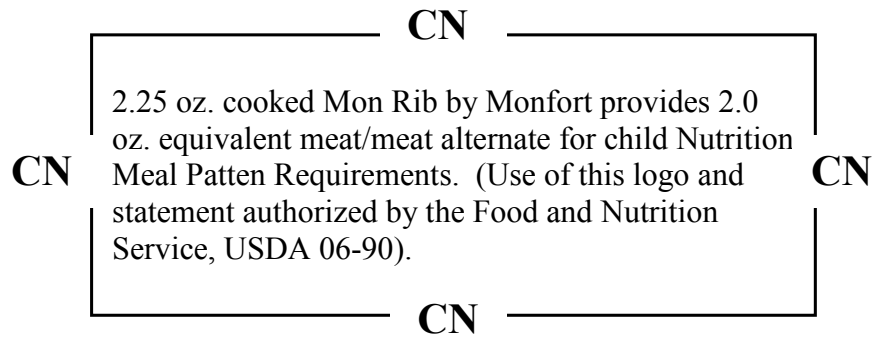 CN
2.25 oz. cooked Mon Rib by Monfort provides 2.0
oz. equivalent meat/meat alternate for child Nutrition
CN Meal Patten Requirements. (Use of this logo and CN
statement authorized by the Food and Nutrition
Service, USDA 06-90).
CN